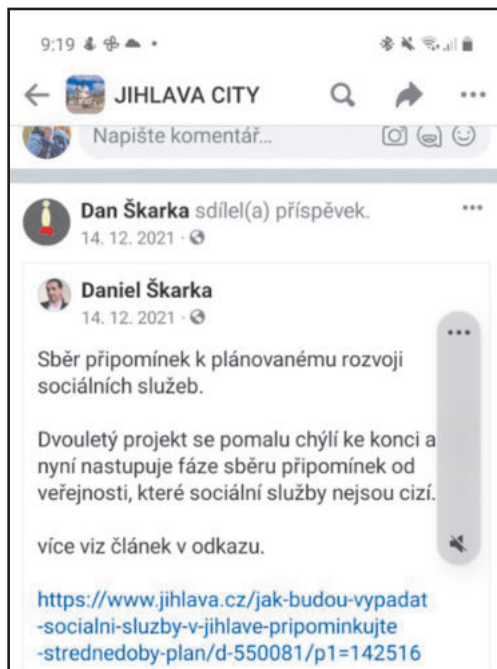 9:19
JIHLAVA CITY
Napište komentář...
Dan Škarka sdílel(a) příspěvek.
14. 12. 2021 ·
Daniel Škarka
14. 12. 2021 ·
Sběr připomínek k plánovanému rozvoji
sociálních služeb.
Dvouletý projekt se pomalu chýlí ke konci a
nyní nastupuje fáze sběru připomínek od
veřejnosti, které sociální služby nejsou cizí.
více viz článek v odkazu.
https://www.jihlava.cz/jak-budou-vypadat
-socialni-sluzby-v-jihlave-pripominkujte
-strednedoby-plan/d-550081/p1=142516